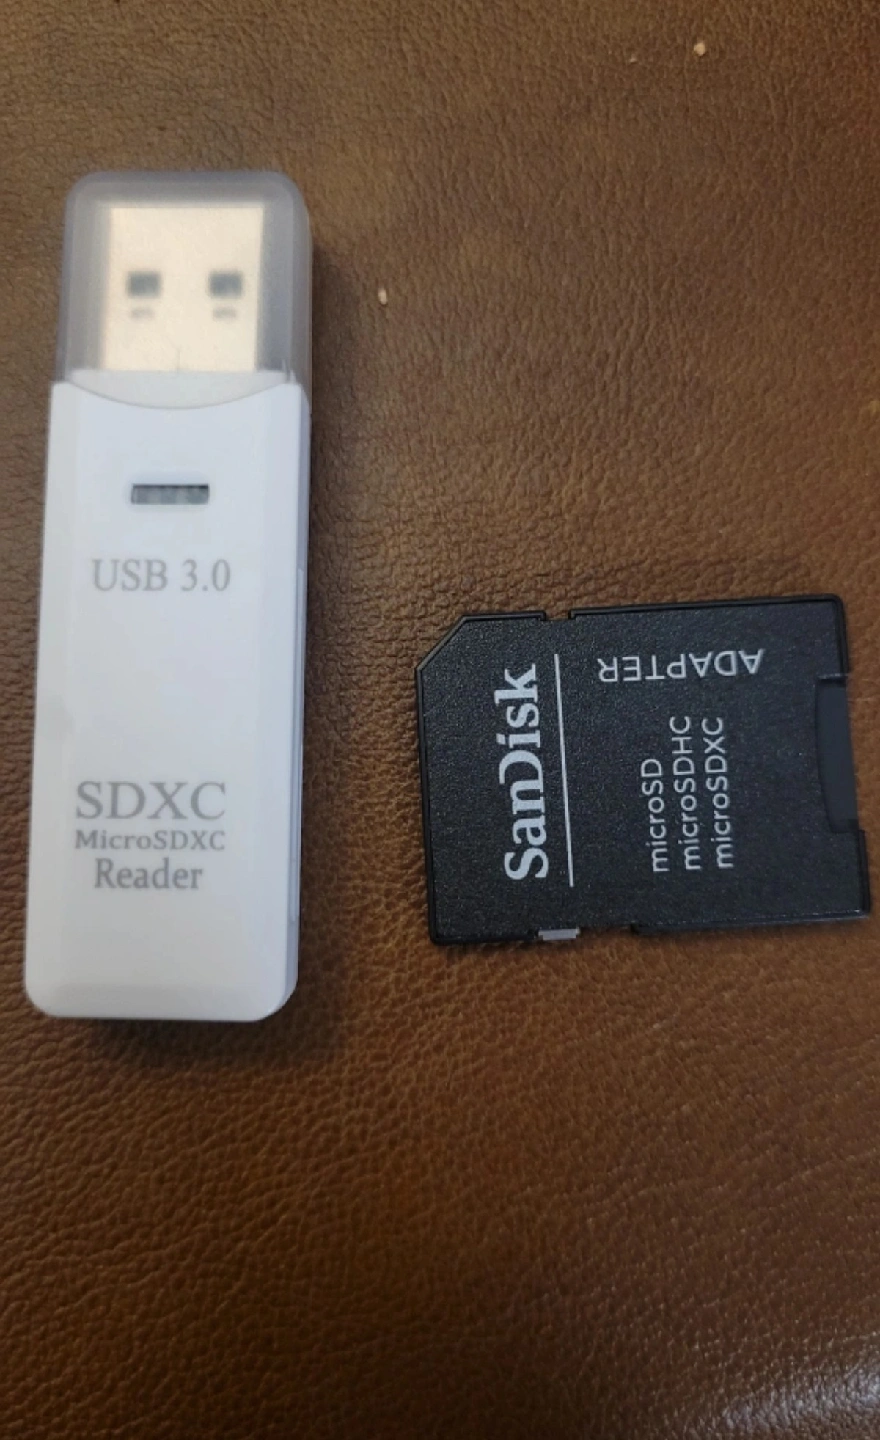 USB 3.0
SDXC
MicroSDXC
Reader
SanDisk
ADAPTER
microSD
microSDHC
microSDXC